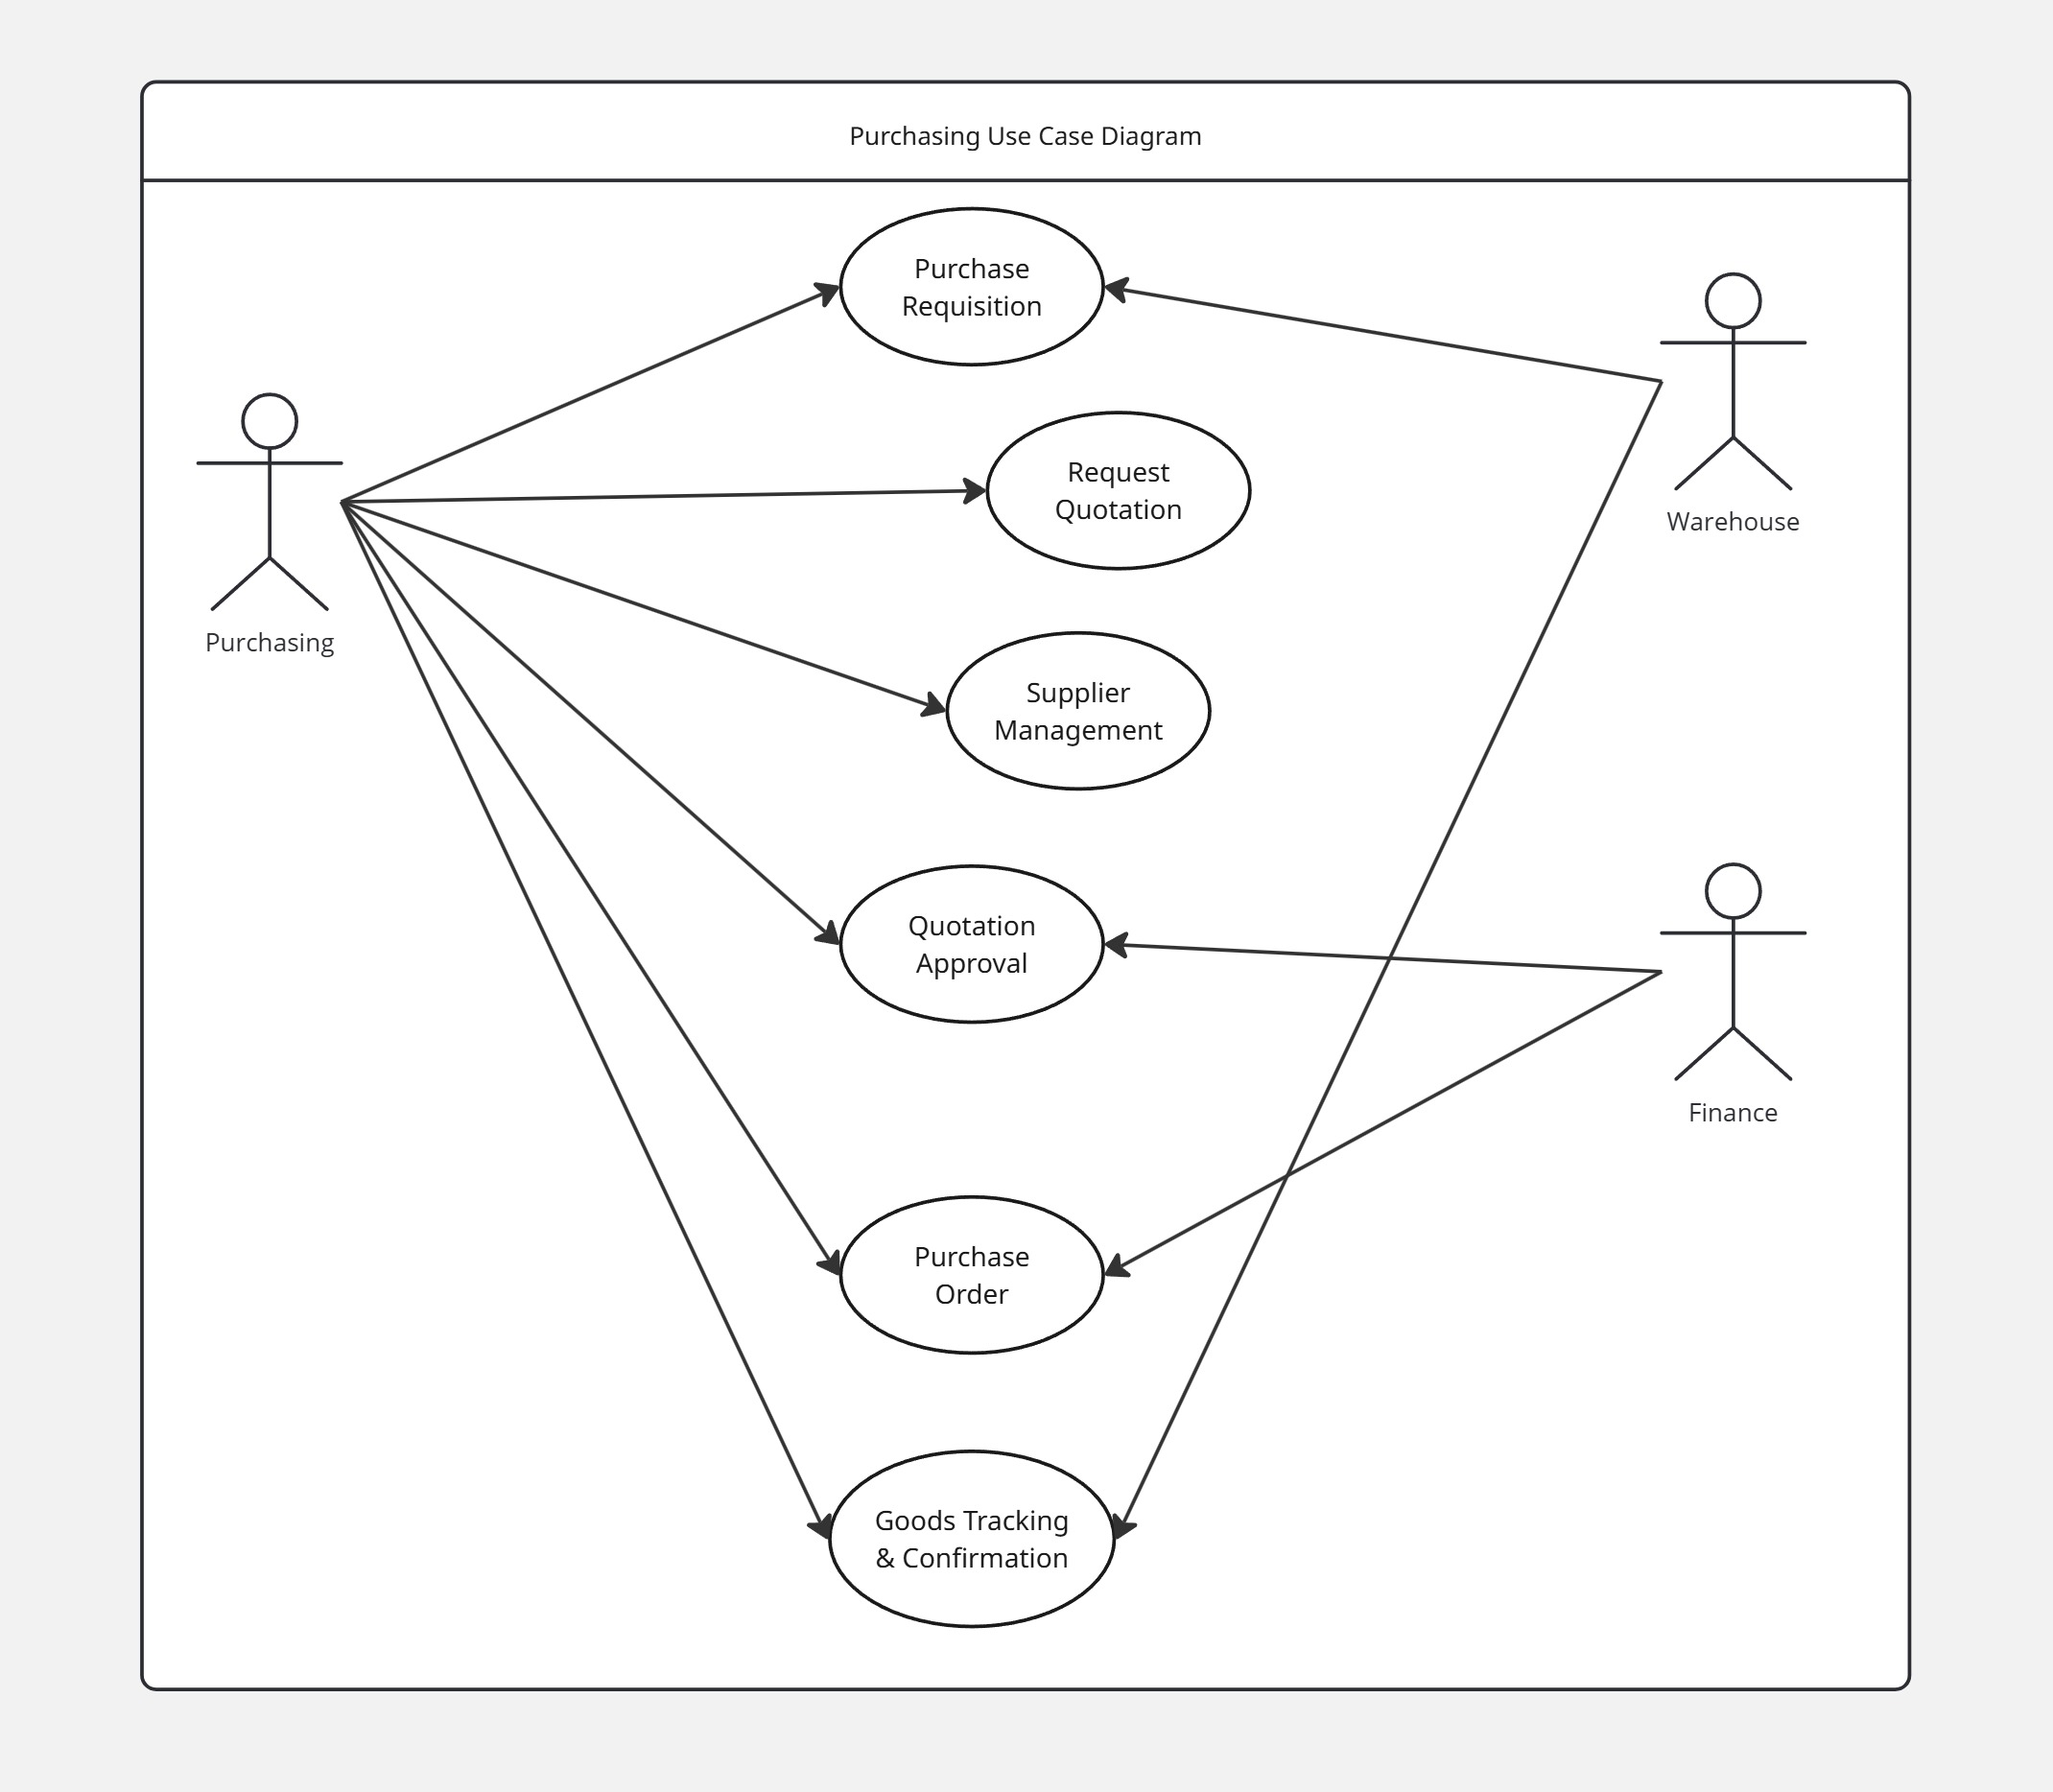 Purchasing Use Case Diagram
Purchase
Requisition
Request
Quotation
Warehouse
Purchasing
Supplier
Management
Quotation
Approval
Finance
Purchase
Order
Goods Tracking
& Confirmation